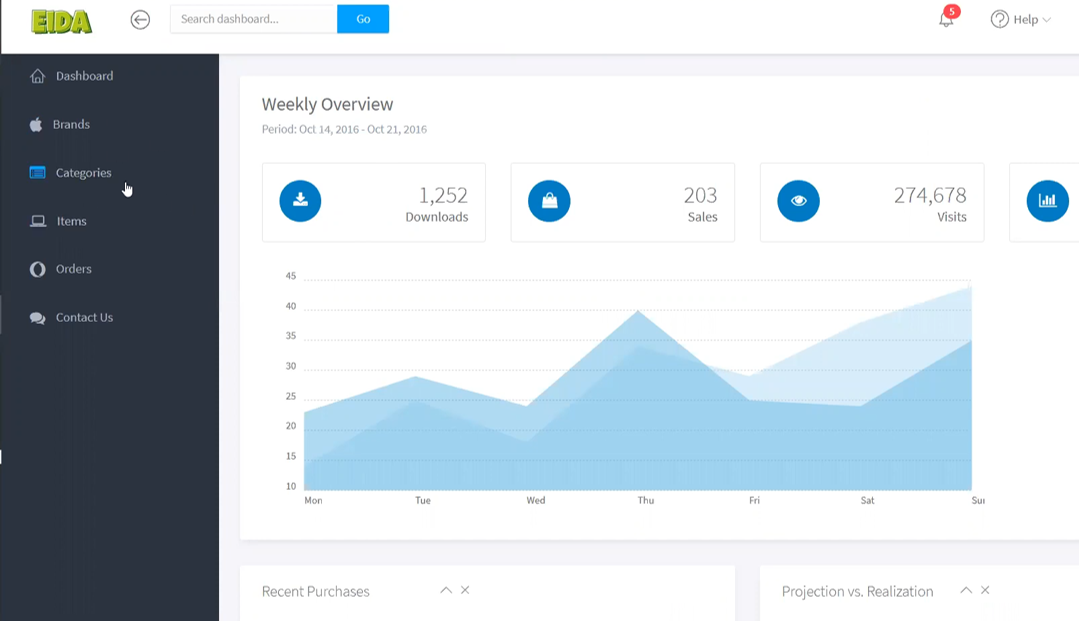 EIDA
Search dashboard...
Go
5
Help
Dashboard
Brands
Categories
Items
Orders
Contact Us
Weekly Overview
Period: Oct 14, 2016 - Oct 21, 2016
1,252
Downloads
203
Sales
274,678
Visits
45
40
35
30
25
20
15
10
Mon Tue Wed Thu Fri Sat Sun
Recent Purchases
Projection vs. Realization